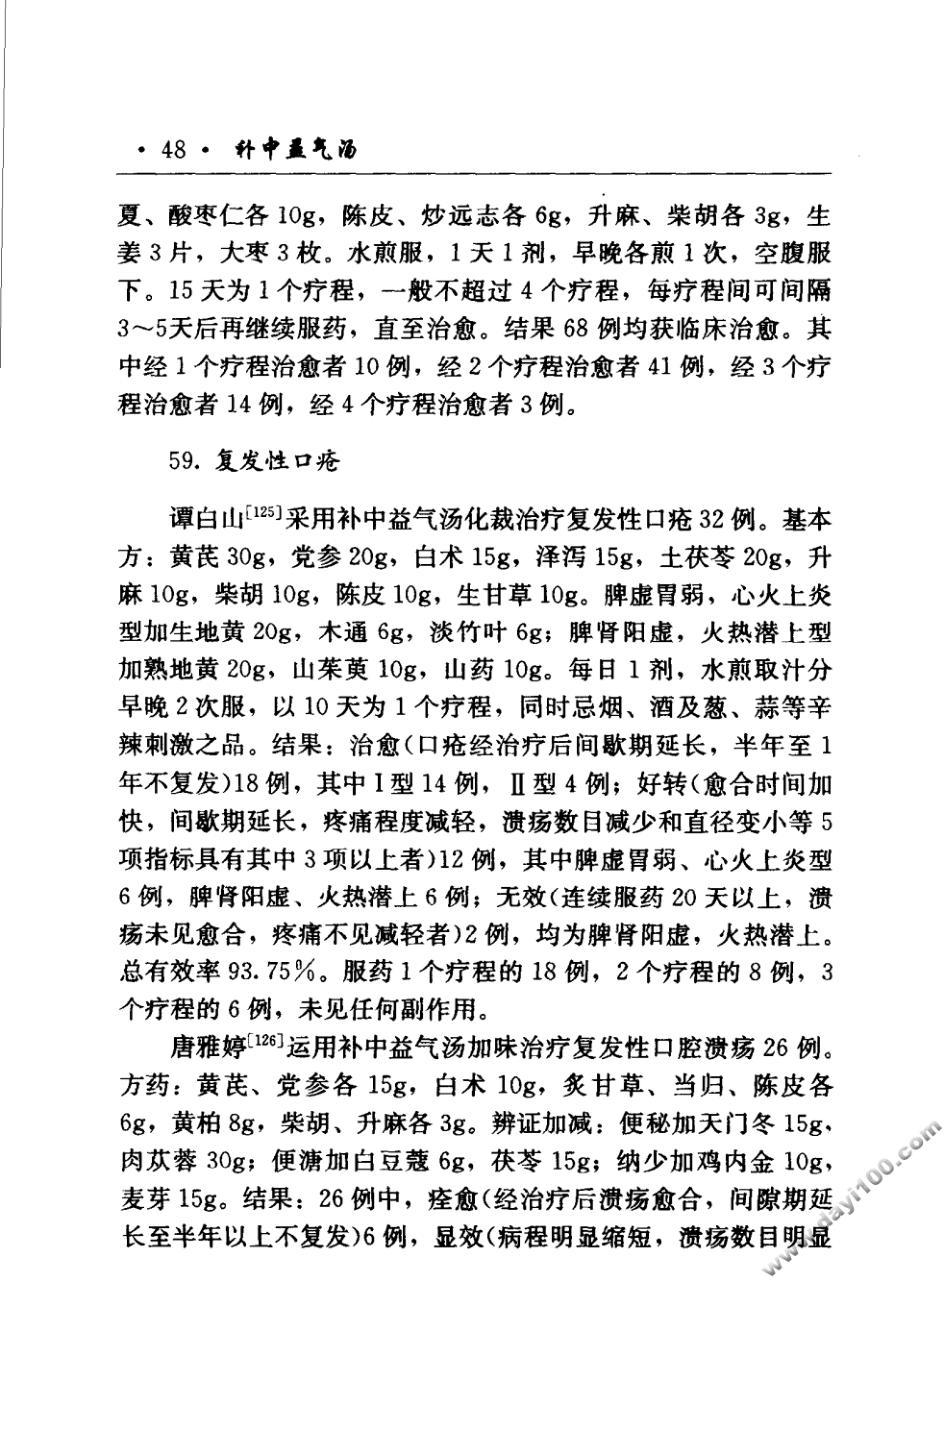 · 48 · 补中益气汤
夏、酸枣仁各 10g，陈皮、炒远志各 6g，升麻、柴胡各 3g，生
姜 3 片，大枣 3 枚。水煎服，1 天 1 剂，早晚各煎 1 次，空腹服
下。15 天为 1 个疗程，一般不超过 4 个疗程，每疗程间可间隔
3～5天后再继续服药，直至治愈。结果 68 例均获临床治愈。其
中经 1 个疗程治愈者 10 例，经 2 个疗程治愈者 41 例，经 3 个疗
程治愈者 14 例，经 4 个疗程治愈者 3 例。
59. 复发性口疮
谭白山[125]采用补中益气汤化裁治疗复发性口疮 32 例。基本
方：黄芪 30g，党参 20g，白术 15g，泽泻 15g，土茯苓 20g，升
麻 10g，柴胡 10g，陈皮 10g，生甘草 10g。脾虚胃弱，心火上炎
型加生地黄 20g，木通 6g，淡竹叶 6g；脾肾阳虚，火热潜上型
加熟地黄 20g，山茱萸 10g，山药 10g。每日 1 剂，水煎取汁分
早晚 2 次服，以 10 天为 1 个疗程，同时忌烟、酒及葱、蒜等辛
辣刺激之品。结果：治愈(口疮经治疗后间歇期延长，半年至 1
年不复发)18 例，其中Ⅰ型 14 例，Ⅱ型 4 例；好转(愈合时间加
快，间歇期延长，疼痛程度减轻，溃疡数目减少和直径变小等 5
项指标具有其中 3 项以上者)12 例，其中脾虚胃弱、心火上炎型
6 例，脾肾阳虚、火热潜上 6 例；无效(连续服药 20 天以上，溃
疡未见愈合，疼痛不见减轻者)2 例，均为脾肾阳虚，火热潜上。
总有效率 93.75%。服药 1 个疗程的 18 例，2 个疗程的 8 例，3
个疗程的 6 例，未见任何副作用。
唐雅婷[126]运用补中益气汤加味治疗复发性口腔溃疡 26 例。
方药：黄芪、党参各 15g，白术 10g，炙甘草、当归、陈皮各
6g，黄柏 8g，柴胡、升麻各 3g。辨证加减：便秘加天门冬 15g，
肉苁蓉 30g；便溏加白豆蔻 6g，茯苓 15g；纳少加鸡内金 10g，
麦芽 15g。结果：26 例中，痊愈(经治疗后溃疡愈合，间隙期延
长至半年以上不复发)6 例，显效(病程明显缩短，溃疡数目明显
www.dayi100.com